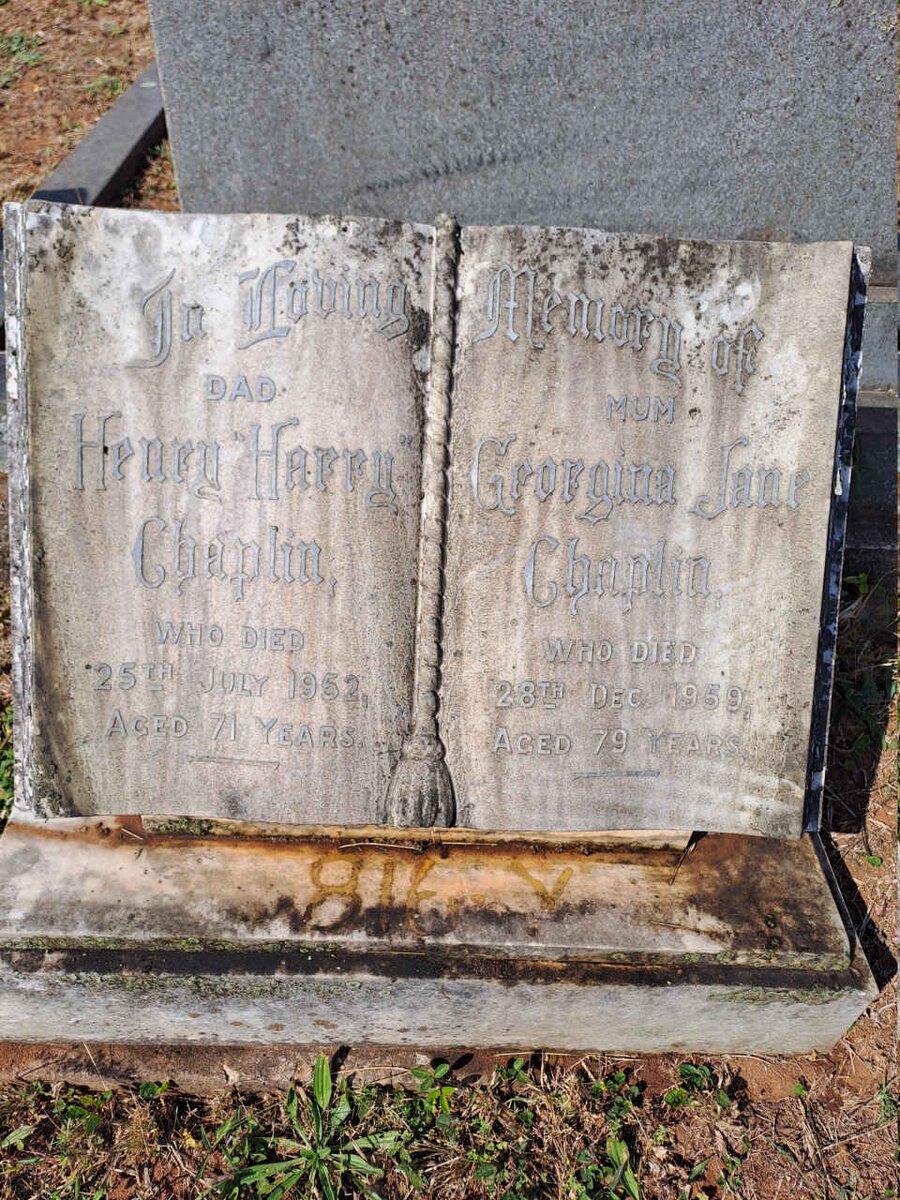 In Loving
DAD
Henry "Harry"
Chaplin,
WHO DIED
25TH JULY 1952,
AGED 71 YEARS.
Memory of
MUM
Georgina Jane
Chaplin,
WHO DIED
28TH DEC. 1959,
AGED 79 YEARS.
816